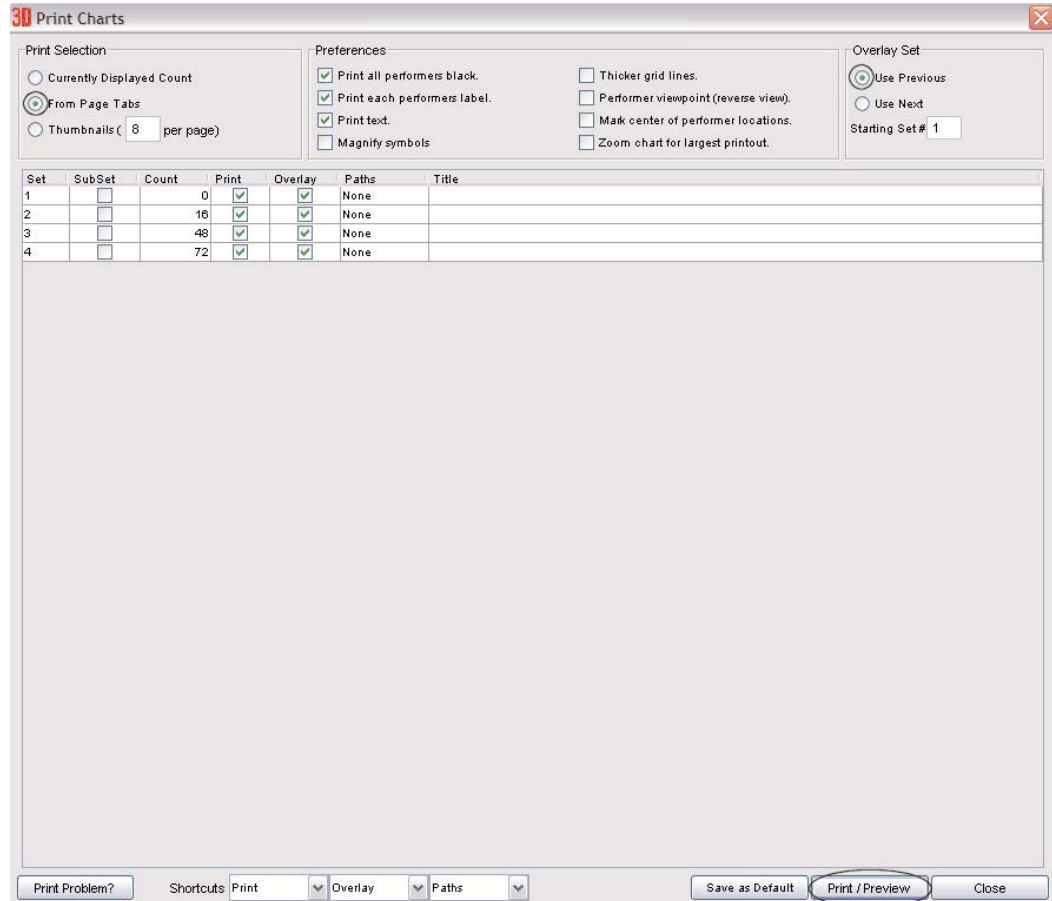 3D Print Charts
Print Selection
Currently Displayed Count
From Page Tabs
Thumbnails ( 8 per page)
Preferences
Print all performers black.
Print each performers label.
Print text.
Magnify symbols
Thicker grid lines.
Performer viewpoint (reverse view).
Mark center of performer locations.
Zoom chart for largest printout.
Overlay Set
Use Previous
Use Next
Starting Set # 1
Set SubSet Count Print Overlay Paths Title
1 0 None
2 16 None
3 48 None
4 72 None
Print Problem? Shortcuts Print Overlay Paths Save as Default Print / Preview Close